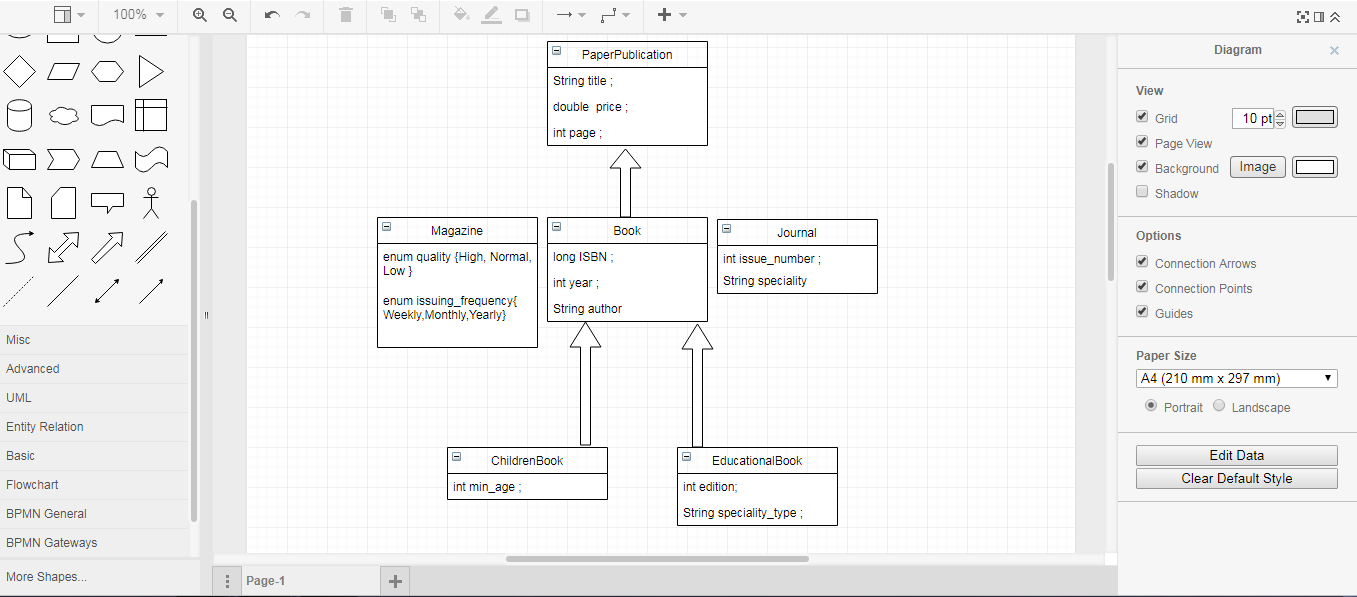 100%
PaperPublication
String title ;
double  price ;
int page ;
Magazine
enum quality {High, Normal,
Low }
enum issuing_frequency{
Weekly,Monthly,Yearly}
Book
long ISBN ;
int year ;
String author
Journal
int issue_number ;
String speciality
ChildrenBook
int min_age ;
EducationalBook
int edition;
String speciality_type ;
Misc
Advanced
UML
Entity Relation
Basic
Flowchart
BPMN General
BPMN Gateways
More Shapes...
Page-1
Diagram
View
Grid
10 pt
Page View
Background
Image
Shadow
Options
Connection Arrows
Connection Points
Guides
Paper Size
A4 (210 mm x 297 mm)
Portrait
Landscape
Edit Data
Clear Default Style